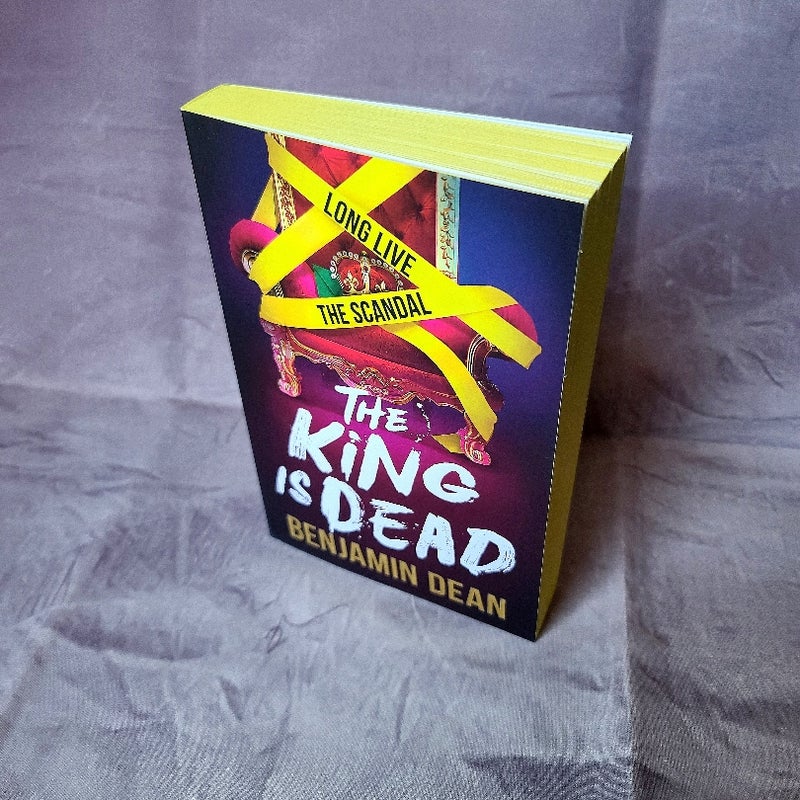 LONG LIVE
THE SCANDAL
THE
KiNG
iS DEAD
BENJAMIN DEAN